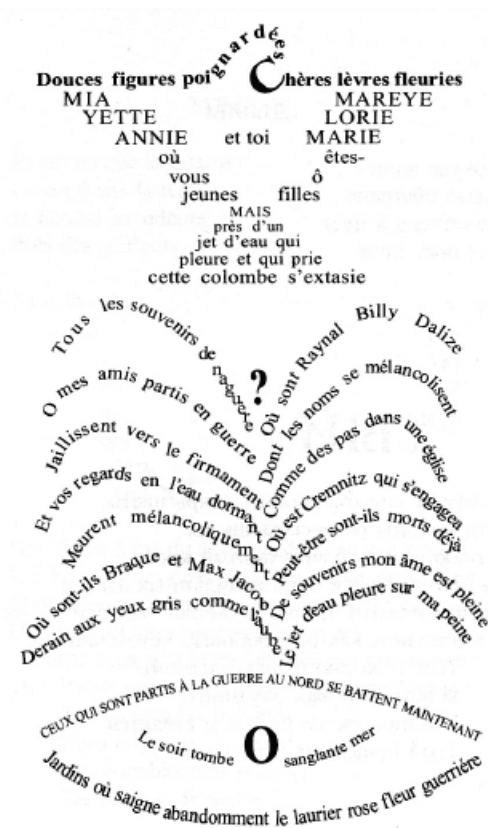 Douces figures poignardées Chères lèvres fleuries
MIA MAREYE
YETTE LORIE
ANNIE et toi MARIE
où êtes-
vous ô
jeunes filles
MAIS
près d'un
jet d'eau qui
pleure et qui prie
cette colombe s'extasie
Tous les souvenirs de naguère
O mes amis partis en guerre
Jaillissent vers le firmament
Et vos regards en l'eau dormant
Meurent mélancoliquement
Où sont-ils Braque et Max Jacob
Derain aux yeux gris comme l'aube
?
Où sont Raynal Billy Dalize
Dont les noms se mélancolisent
Comme des pas dans une église
Où est Cremnitz qui s'engagea
Peut-être sont-ils morts déjà
De souvenirs mon âme est pleine
Le jet d'eau pleure sur ma peine
CEUX QUI SONT PARTIS À LA GUERRE AU NORD SE BATTENT MAINTENANT
Le soir tombe O sanglante mer
Jardins où saigne abandomment le laurier rose fleur guerrière